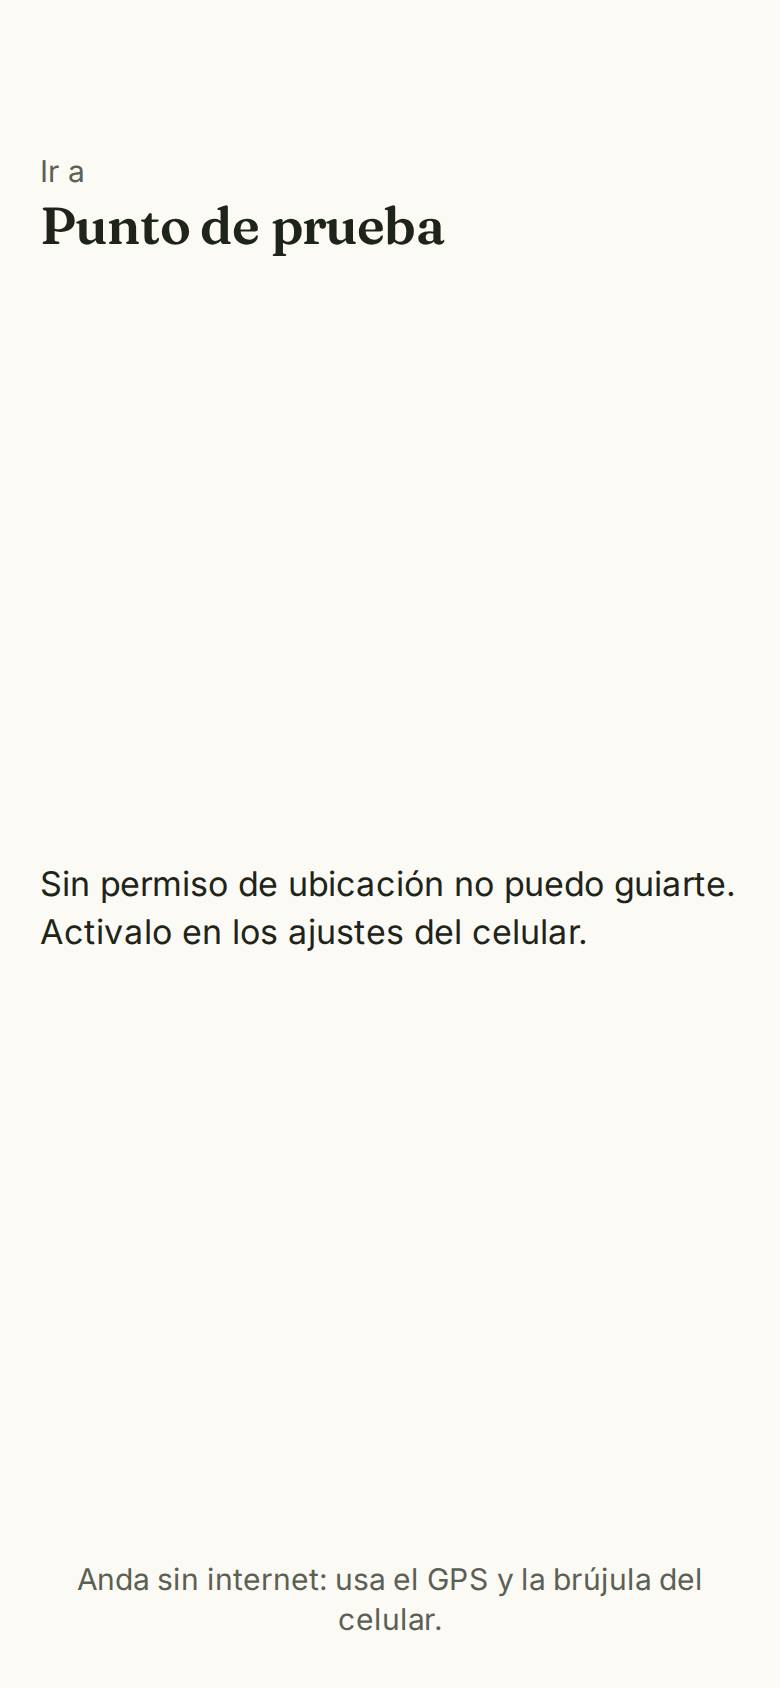 Ir a
Punto de prueba
Sin permiso de ubicación no puedo guiarte.
Activalo en los ajustes del celular.
Anda sin internet: usa el GPS y la brújula del
celular.